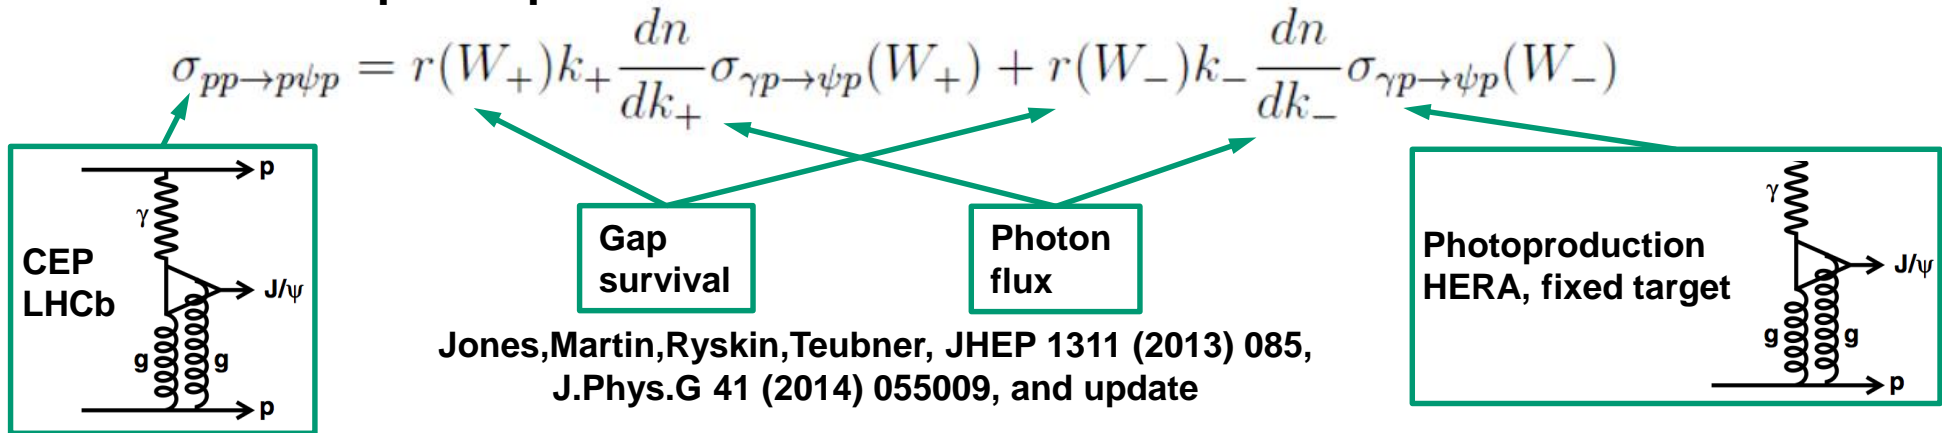 σ_{pp→pψp} = r(W_+)k_+ dn/dk_+ σ_{γp→ψp}(W_+) + r(W_-)k_- dn/dk_- σ_{γp→ψp}(W_-)
p
γ
CEP
LHCb
J/ψ
g g
p
Gap
survival
Photon
flux
γ
Photoproduction
HERA, fixed target
J/ψ
g g
p
Jones,Martin,Ryskin,Teubner, JHEP 1311 (2013) 085,
J.Phys.G 41 (2014) 055009, and update